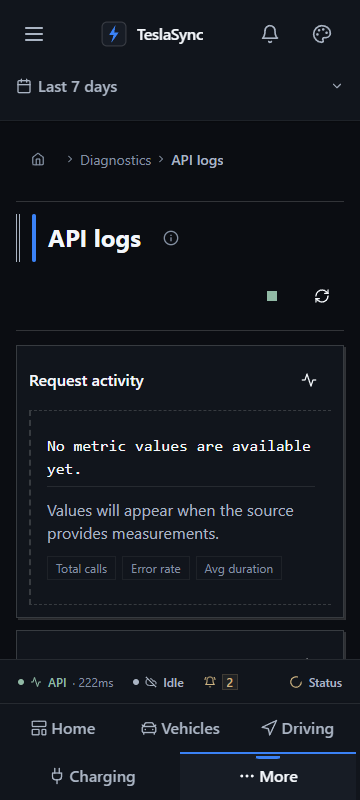 TeslaSync
Last 7 days
Diagnostics
API logs
API logs
Request activity
No metric values are available
yet.
Values will appear when the source
provides measurements.
Total calls
Error rate
Avg duration
API · 222ms
Idle
2
Status
Home
Vehicles
Driving
Charging
More